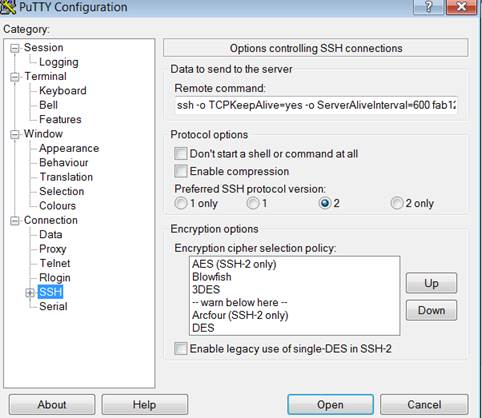 PuTTY Configuration
Category:
Session
Logging
Terminal
Keyboard
Bell
Features
Window
Appearance
Behaviour
Translation
Selection
Colours
Connection
Data
Proxy
Telnet
Rlogin
SSH
Serial
Options controlling SSH connections
Data to send to the server
Remote command:
ssh -o TCPKeepAlive=yes -o ServerAliveInterval=600 fab12
Protocol options
Don't start a shell or command at all
Enable compression
Preferred SSH protocol version:
1 only 1 2 2 only
Encryption options
Encryption cipher selection policy:
AES (SSH-2 only)
Blowfish
3DES
-- warn below here --
Arcfour (SSH-2 only)
DES
Up
Down
Enable legacy use of single-DES in SSH-2
About Help Open Cancel